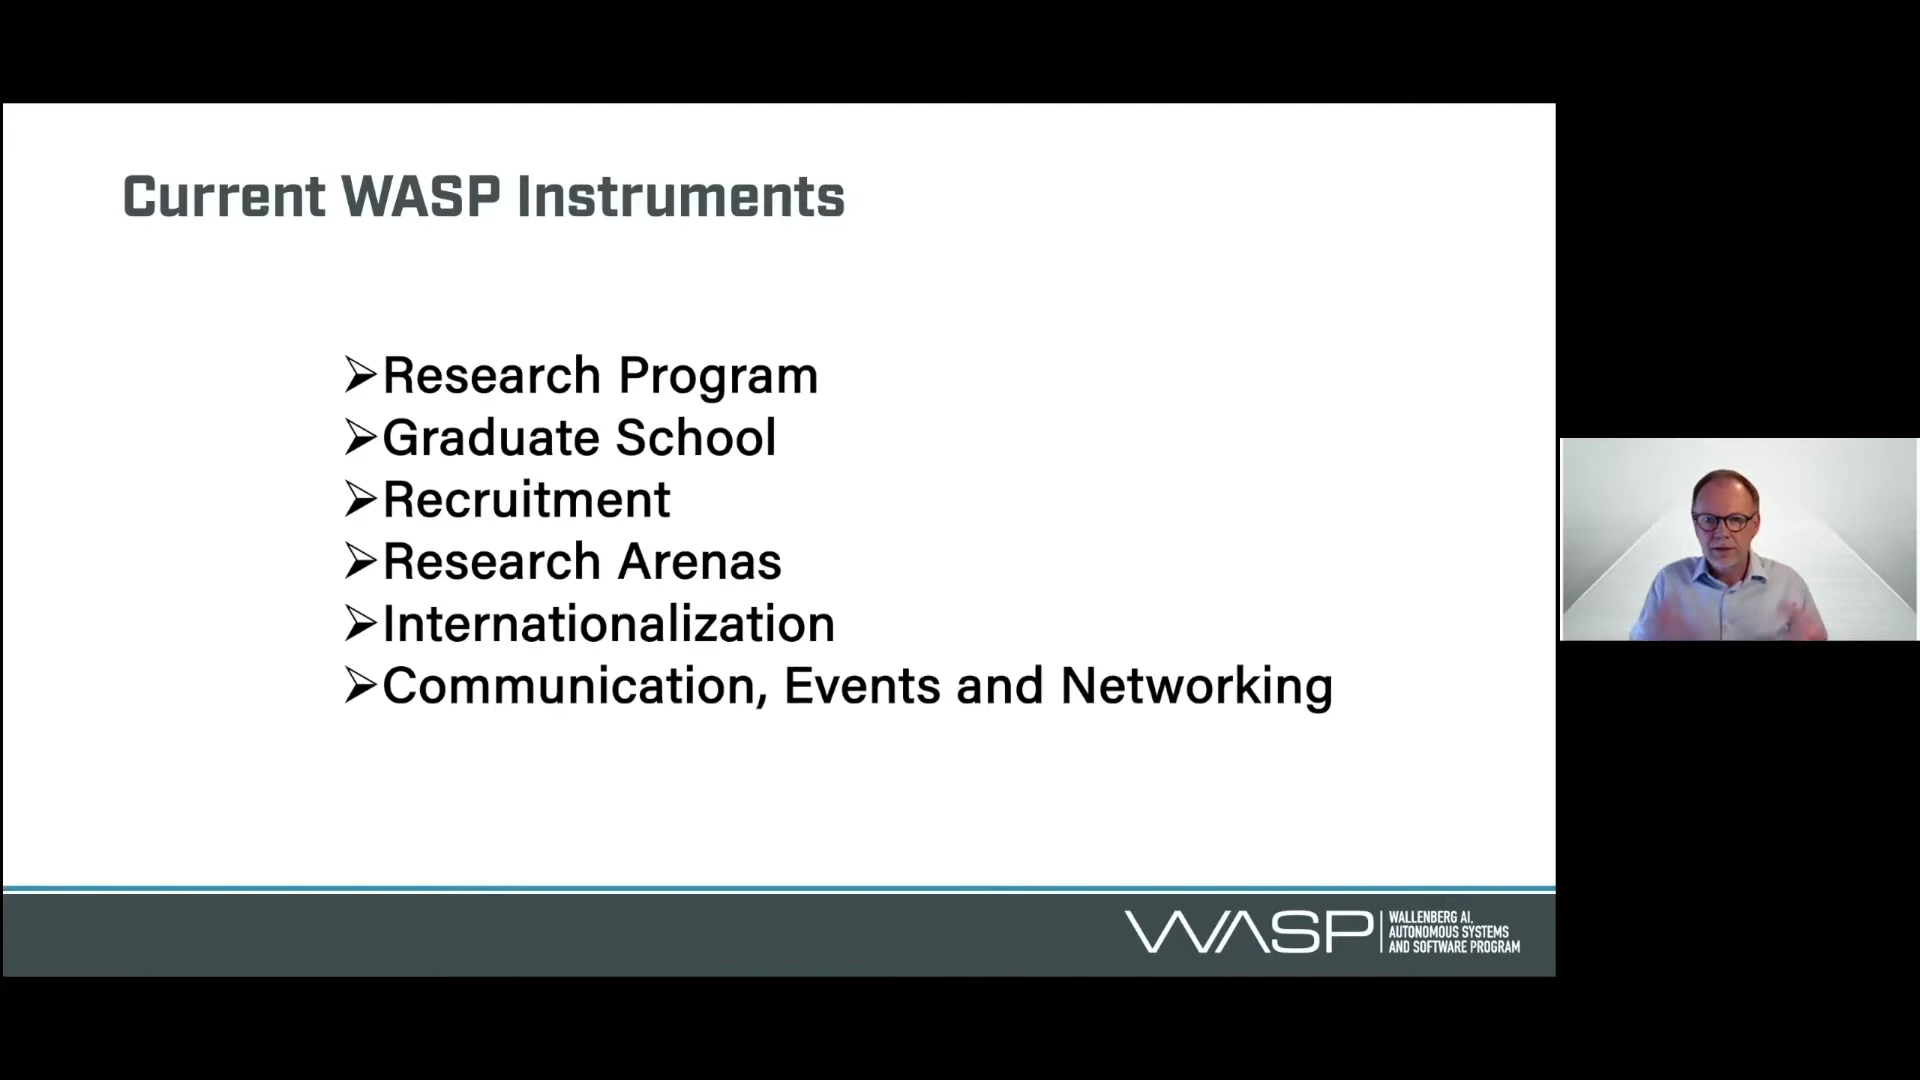 Current WASP Instruments
➢Research Program
➢Graduate School
➢Recruitment
➢Research Arenas
➢Internationalization
➢Communication, Events and Networking
WASP
WALLENBERG AI,
AUTONOMOUS SYSTEMS
AND SOFTWARE PROGRAM